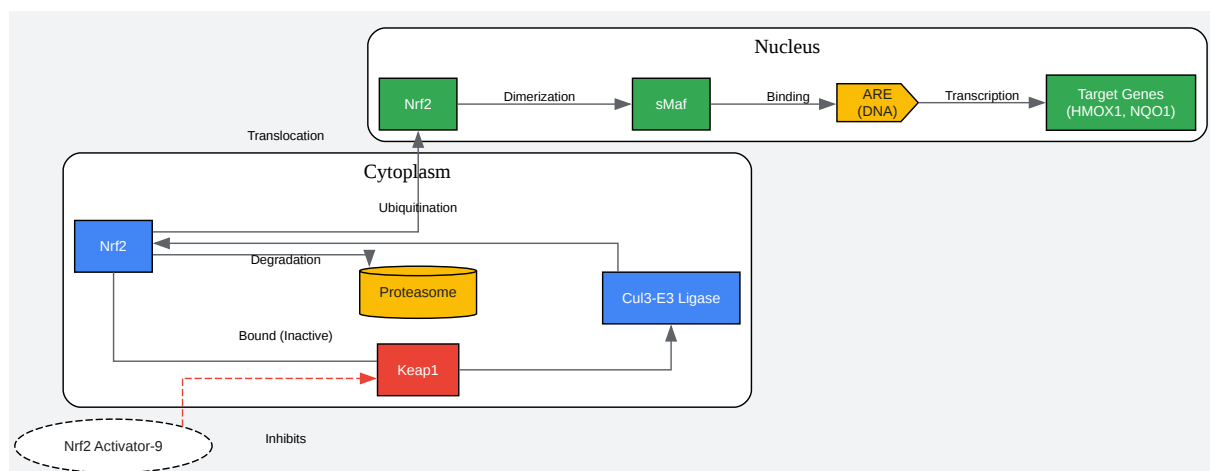 Nucleus
Nrf2
Dimerization
sMaf
Binding
ARE
(DNA)
Transcription
Target Genes
(HMOX1, NQO1)
Translocation
Cytoplasm
Ubiquitination
Nrf2
Degradation
Proteasome
Cul3-E3 Ligase
Bound (Inactive)
Keap1
Nrf2 Activator-9
Inhibits